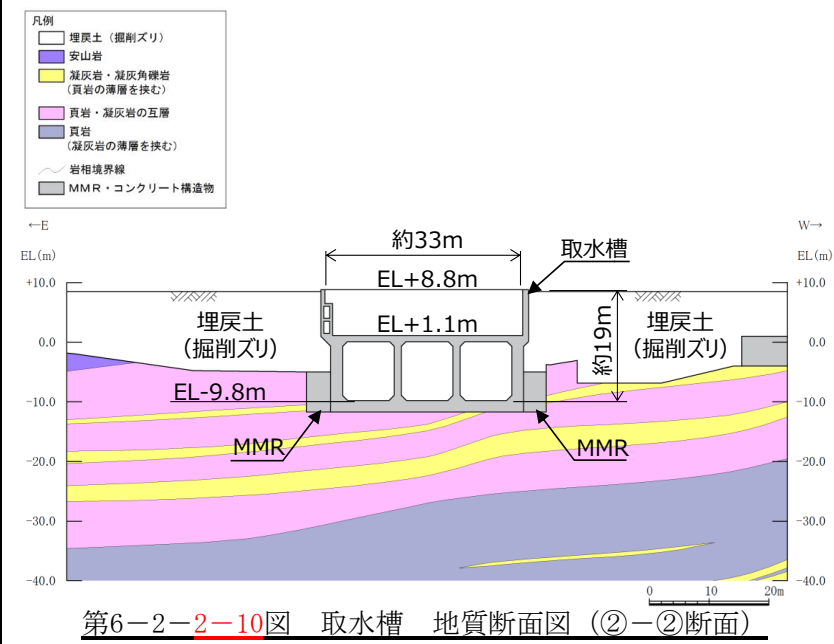 凡例
埋戻土（掘削ズリ）
安山岩
凝灰岩・凝灰角礫岩
(頁岩の薄層を挟む)
頁岩・凝灰岩の互層
頁岩
(凝灰岩の薄層を挟む)
岩相境界線
MMR・コンクリート構造物
←E
W→
EL(m)
EL(m)
約33m
取水槽
+10.0
EL+8.8m
+10.0
埋戻土
(掘削ズリ)
EL+1.1m
約19m
埋戻土
(掘削ズリ)
0.0
0.0
EL-9.8m
-10.0
-10.0
MMR
MMR
-20.0
-20.0
-30.0
-30.0
-40.0
-40.0
0 10 20m
第6－2－2－10図 取水槽 地質断面図（②－②断面）